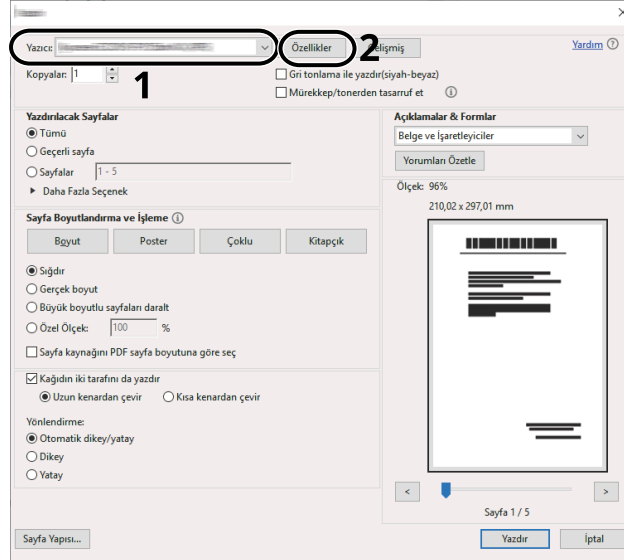 Yazıcı:
Özellikler
2
Gelişmiş
Yardım
Kopyalar: 1
1
Gri tonlama ile yazdır(siyah-beyaz)
Mürekkep/tonerden tasarruf et
Yazdırılacak Sayfalar
Tümü
Geçerli sayfa
Sayfalar 1 - 5
Daha Fazla Seçenek
Sayfa Boyutlandırma ve İşleme
Boyut Poster Çoklu Kitapçık
Sığdır
Gerçek boyut
Büyük boyutlu sayfaları daralt
Özel Ölçek: 100 %
Sayfa kaynağını PDF sayfa boyutuna göre seç
Kağıdın iki tarafını da yazdır
Uzun kenardan çevir Kısa kenardan çevir
Yönlendirme:
Otomatik dikey/yatay
Dikey
Yatay
Açıklamalar & Formlar
Belge ve İşaretleyiciler
Yorumları Özetle
Ölçek: 96%
210,02 x 297,01 mm
< >
Sayfa 1 / 5
Sayfa Yapısı... Yazdır İptal